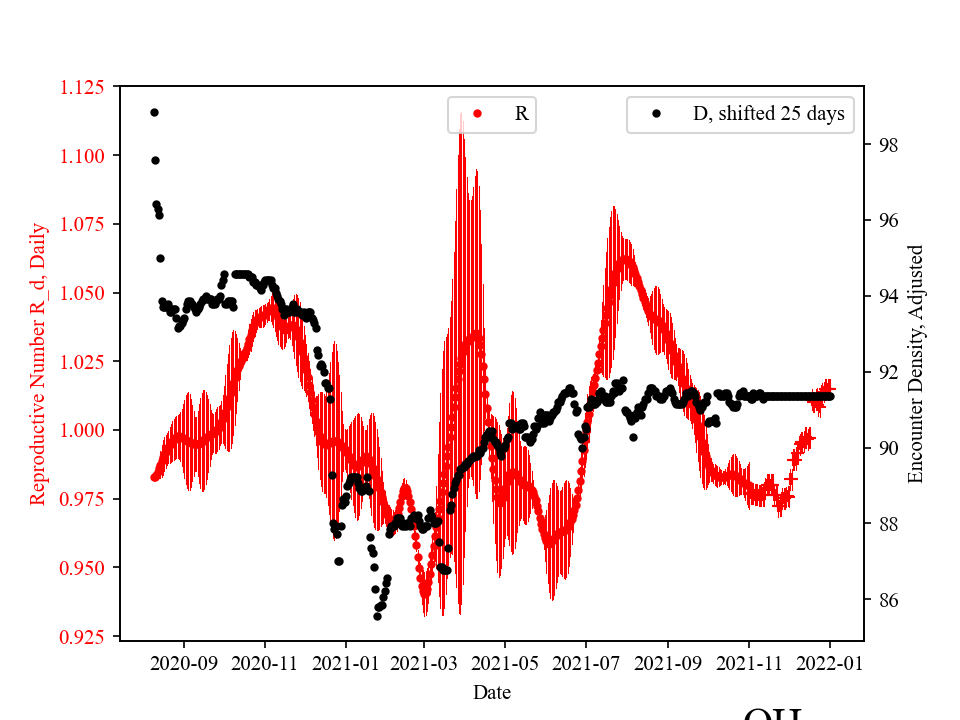 R
D, shifted 25 days
1.125
1.100
1.075
1.050
1.025
1.000
0.975
0.950
0.925
Reproductive Number R_d, Daily
98
96
94
92
90
88
86
Encounter Density, Adjusted
2020-09 2020-11 2021-01 2021-03 2021-05 2021-07 2021-09 2021-11 2022-01
Date